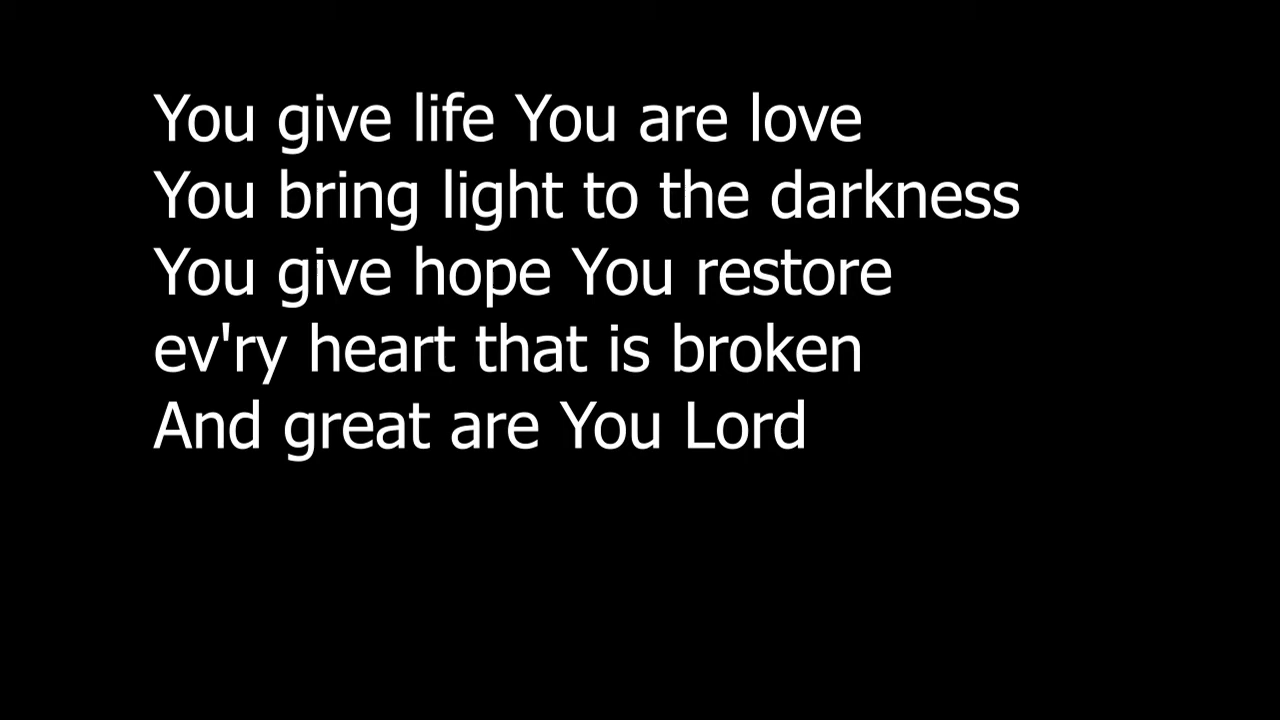 You give life You are love
You bring light to the darkness
You give hope You restore
ev'ry heart that is broken
And great are You Lord